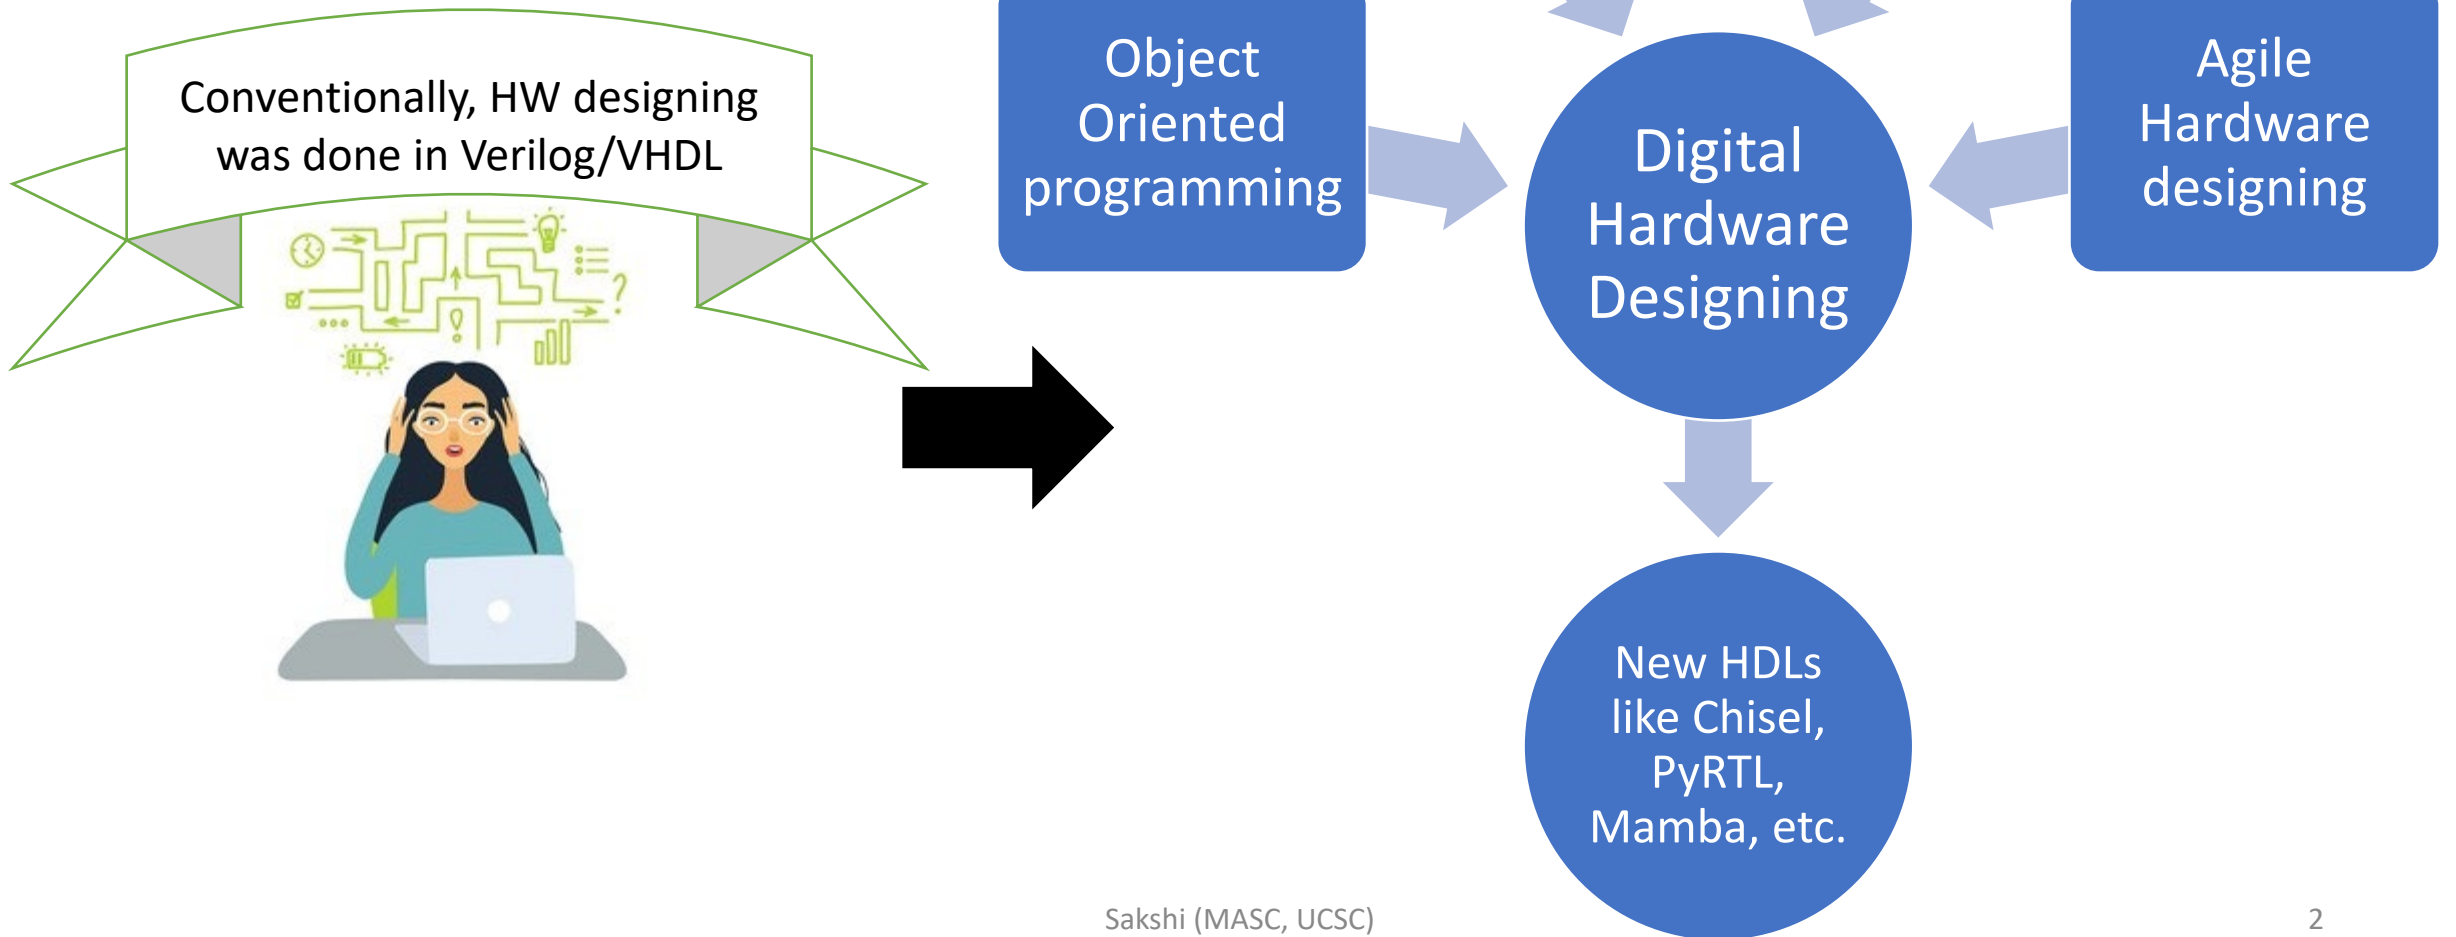 Conventionally, HW designing
was done in Verilog/VHDL
Object
Oriented
programming
Digital
Hardware
Designing
Agile
Hardware
designing
New HDLs
like Chisel,
PyRTL,
Mamba, etc.
Sakshi (MASC, UCSC)
2